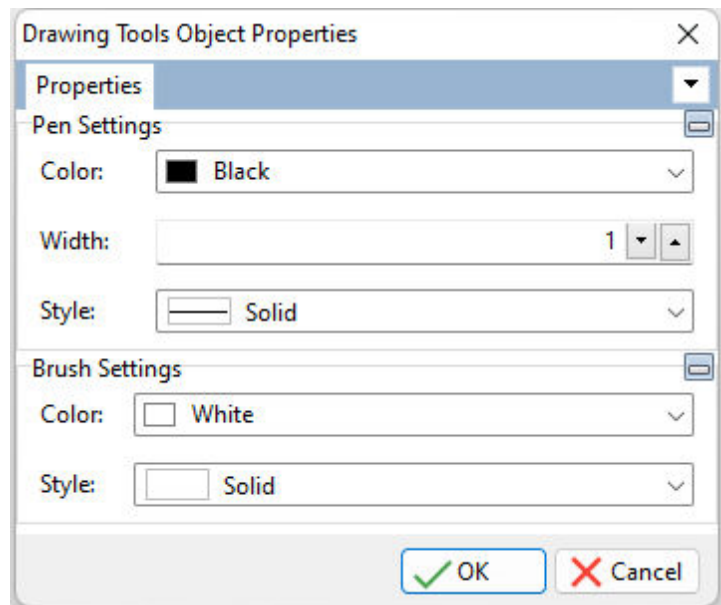 Drawing Tools Object Properties
Properties
Pen Settings
Color: Black
Width: 1
Style: Solid
Brush Settings
Color: White
Style: Solid
OK Cancel